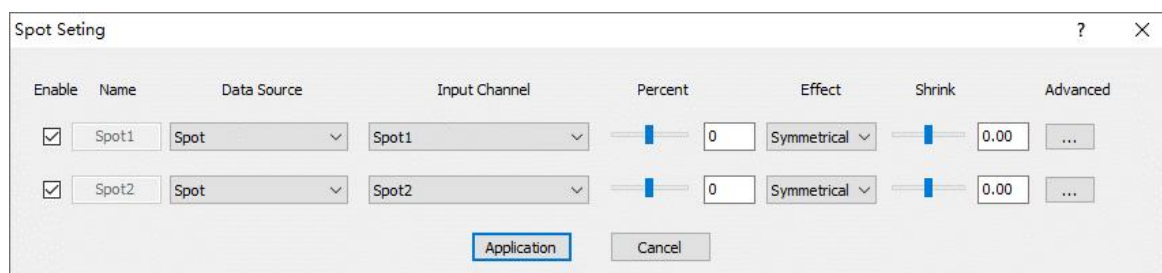 Spot Seting ?
Enable Name Data Source Input Channel Percent Effect Shrink Advanced
Spot1 Spot Spot1 0 Symmetrical 0.00 ...
Spot2 Spot Spot2 0 Symmetrical 0.00 ...
Application Cancel